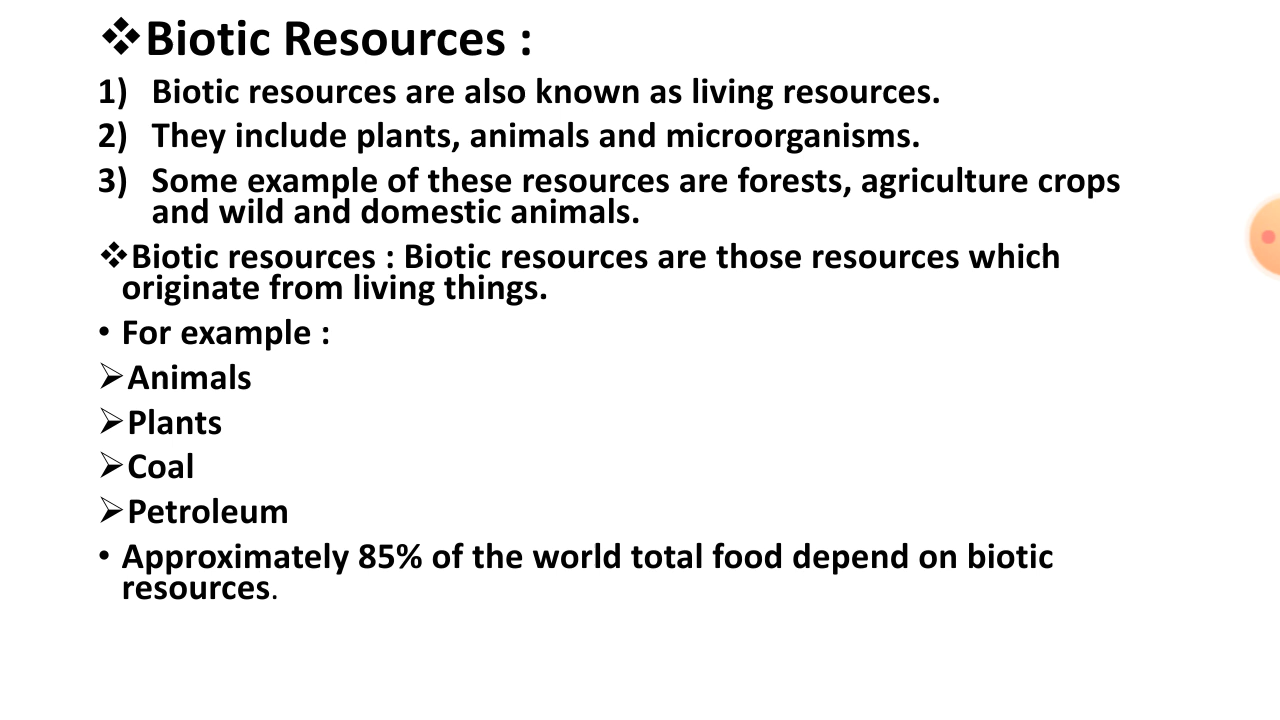 ❖Biotic Resources :
1) Biotic resources are also known as living resources.
2) They include plants, animals and microorganisms.
3) Some example of these resources are forests, agriculture crops
and wild and domestic animals.
❖Biotic resources : Biotic resources are those resources which
originate from living things.
• For example :
➢Animals
➢Plants
➢Coal
➢Petroleum
• Approximately 85% of the world total food depend on biotic
resources.